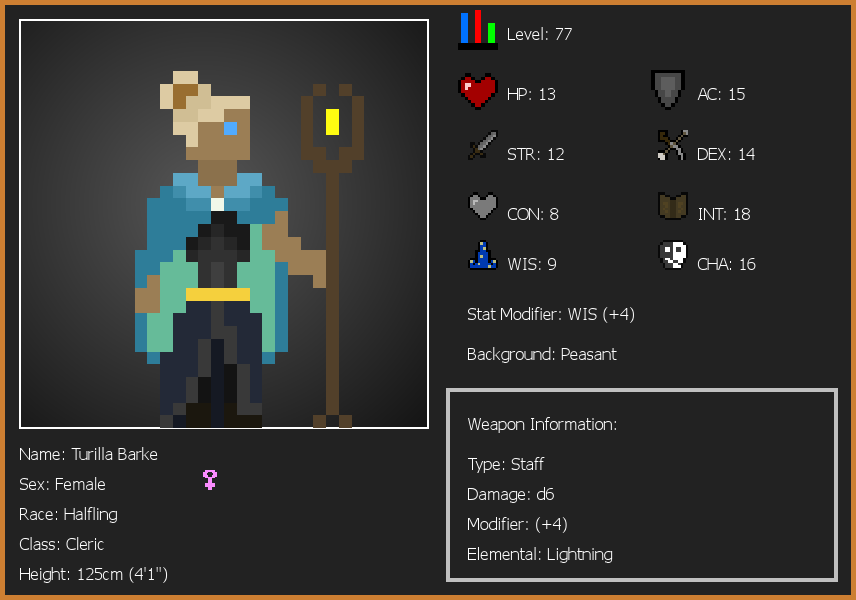 Level: 77
HP: 13
AC: 15
STR: 12
DEX: 14
CON: 8
INT: 18
WIS: 9
CHA: 16
Stat Modifier: WIS (+4)
Background: Peasant
Weapon Information:
Type: Staff
Damage: d6
Modifier: (+4)
Elemental: Lightning
Name: Turilla Barke
Sex: Female
Race: Halfling
Class: Cleric
Height: 125cm (4'1")